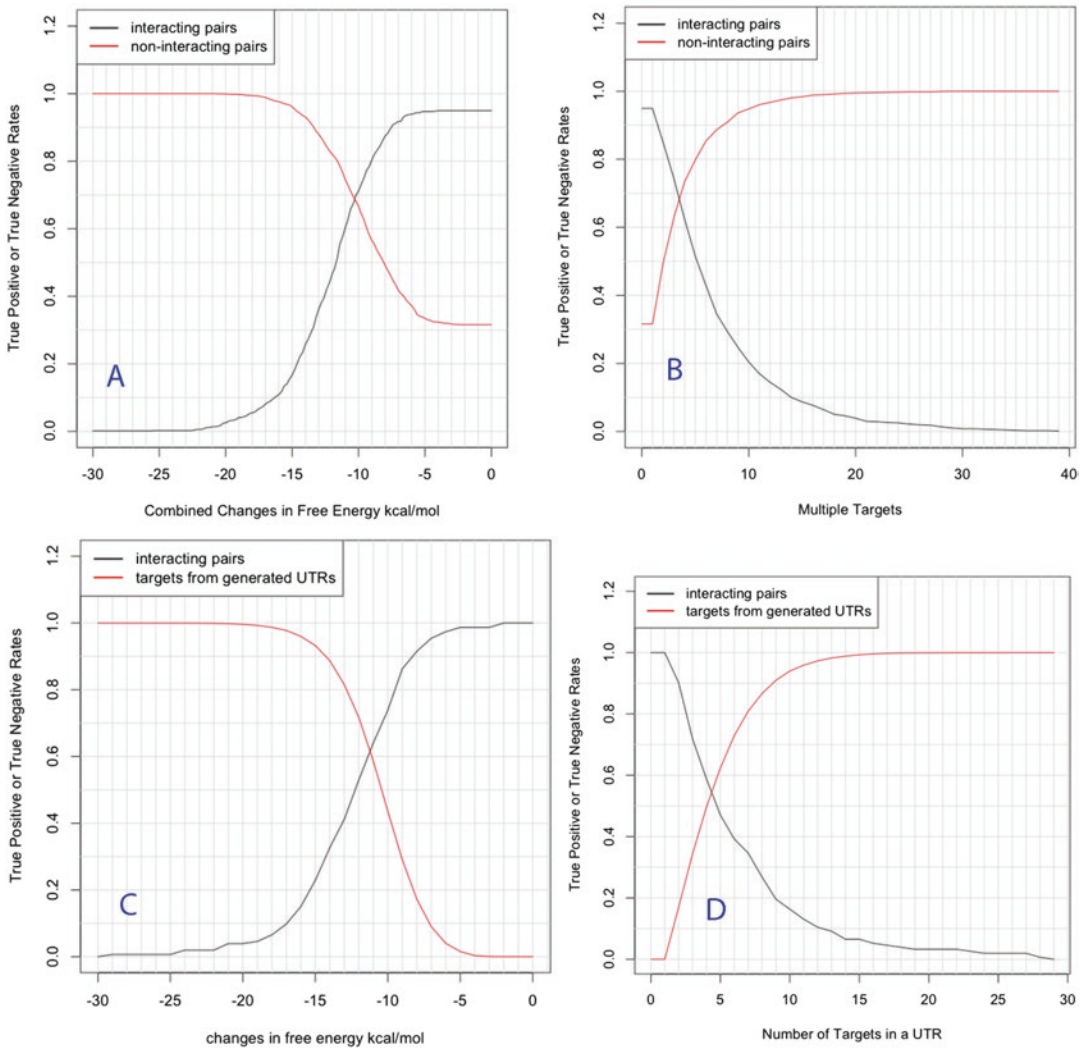 interacting pairs
non-interacting pairs
True Positive or True Negative Rates
0.0 0.2 0.4 0.6 0.8 1.0 1.2
A
-30 -25 -20 -15 -10 -5 0
Combined Changes in Free Energy kcal/mol
interacting pairs
non-interacting pairs
True Positive or True Negative Rates
0.0 0.2 0.4 0.6 0.8 1.0 1.2
B
0 10 20 30 40
Multiple Targets
interacting pairs
targets from generated UTRs
True Positive or True Negative Rates
0.0 0.2 0.4 0.6 0.8 1.0 1.2
C
-30 -25 -20 -15 -10 -5 0
changes in free energy kcal/mol
interacting pairs
targets from generated UTRs
True Positive or True Negative Rates
0.0 0.2 0.4 0.6 0.8 1.0 1.2
D
0 5 10 15 20 25 30
Number of Targets in a UTR